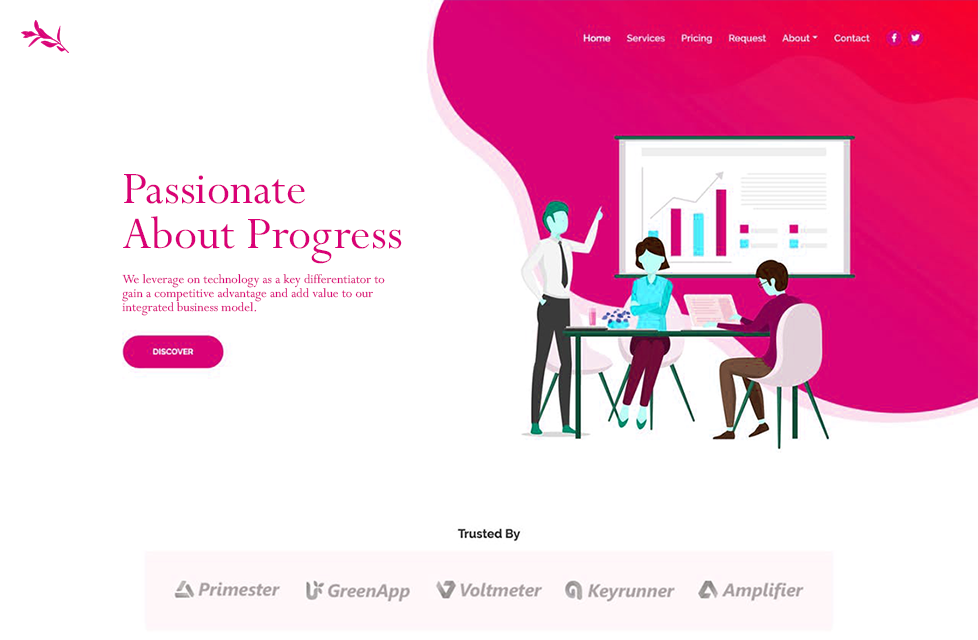 Home Services Pricing Request About Contact
Passionate
About Progress
We leverage on technology as a key differentiator to
gain a competitive advantage and add value to our
integrated business model.
DISCOVER
Trusted By
Primester GreenApp Voltmeter Keyrunner Amplifier